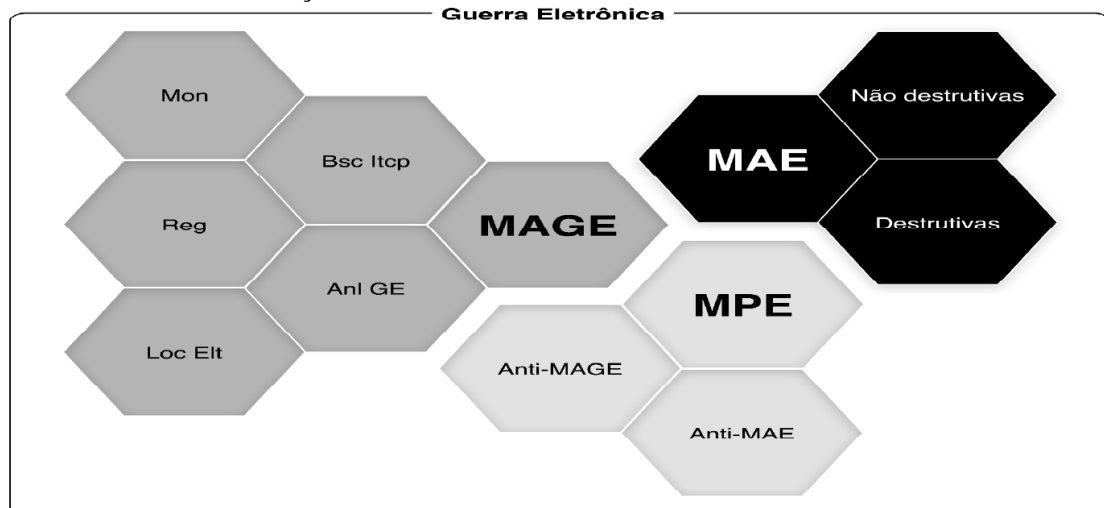 Guerra Eletrônica
Mon
Bsc Itcp
Reg
MAGE
Anl GE
Loc Elt
MAE
Não destrutivas
Destrutivas
MPE
Anti-MAGE
Anti-MAE